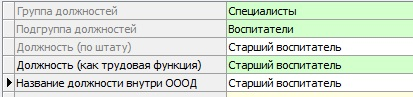 Группа должностей Специалисты
Подгруппа должностей Воспитатели
Должность (по штату) Старший воспитатель
Должность (как трудовая функция) Старший воспитатель
Название должности внутри ОООД Старший воспитатель